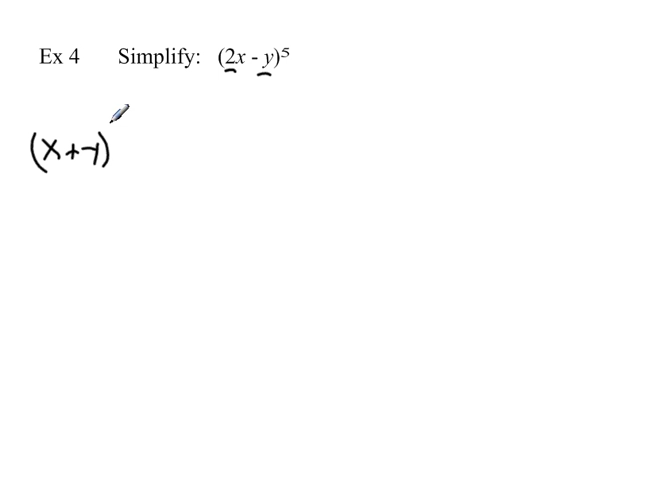 Ex 4 Simplify: (2x - y)⁵
(x+y)